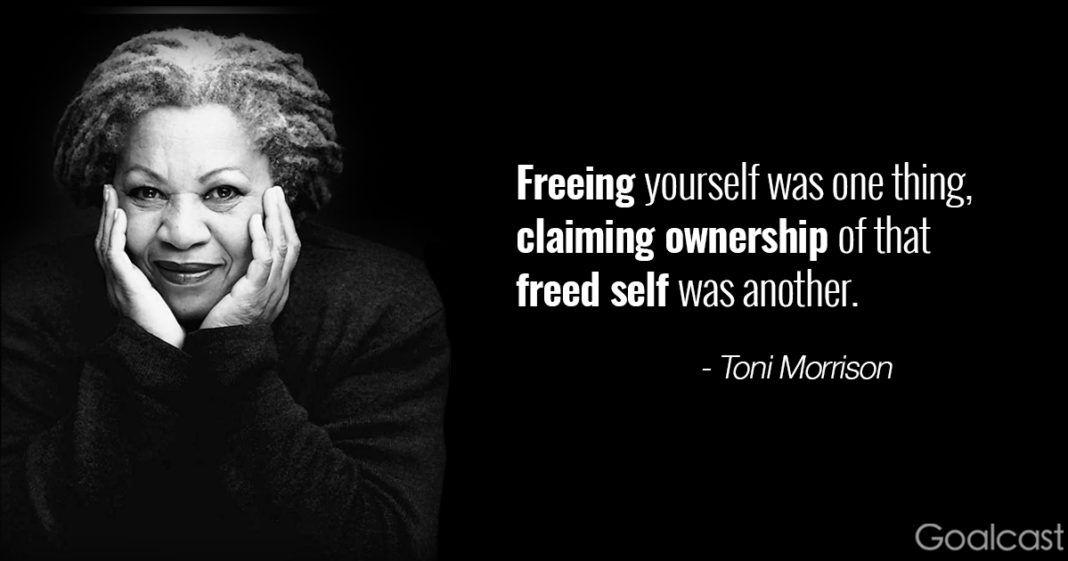 Freeing yourself was one thing,
claiming ownership of that
freed self was another.
- Toni Morrison
Goalcast